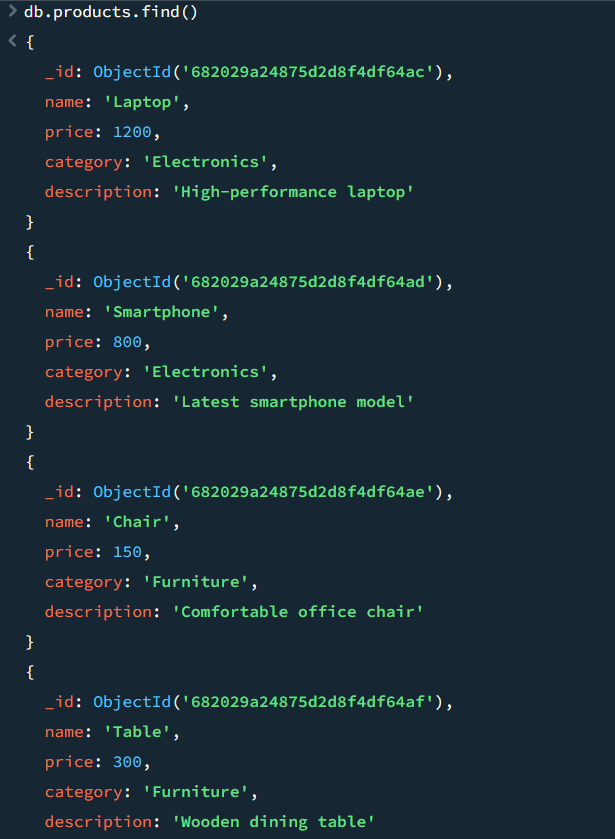 > db.products.find()
< {
_id: ObjectId('682029a24875d2d8f4df64ac'),
name: 'Laptop',
price: 1200,
category: 'Electronics',
description: 'High-performance laptop'
}
{
_id: ObjectId('682029a24875d2d8f4df64ad'),
name: 'Smartphone',
price: 800,
category: 'Electronics',
description: 'Latest smartphone model'
}
{
_id: ObjectId('682029a24875d2d8f4df64ae'),
name: 'Chair',
price: 150,
category: 'Furniture',
description: 'Comfortable office chair'
}
{
_id: ObjectId('682029a24875d2d8f4df64af'),
name: 'Table',
price: 300,
category: 'Furniture',
description: 'Wooden dining table'